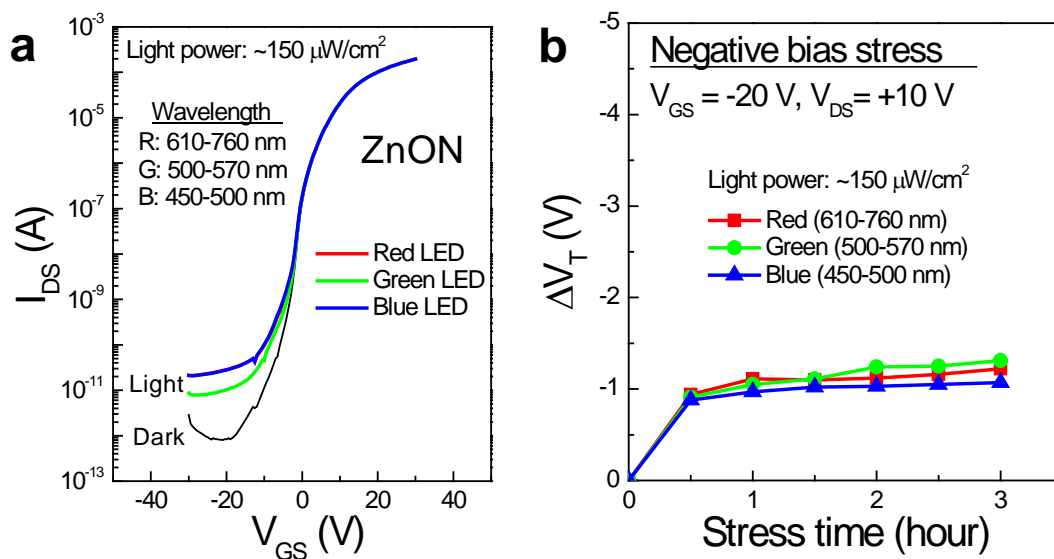 a
Light power: ~150 μW/cm²
Wavelength
R: 610-760 nm
G: 500-570 nm
B: 450-500 nm
ZnON
Red LED
Green LED
Blue LED
Light
Dark
10⁻³
10⁻⁵
10⁻⁷
10⁻⁹
10⁻¹¹
10⁻¹³
I_DS (A)
-40 -20 0 20 40
V_GS (V)
b
Negative bias stress
V_GS = -20 V, V_DS= +10 V
Light power: ~150 μW/cm²
Red (610-760 nm)
Green (500-570 nm)
Blue (450-500 nm)
-5
-4
-3
-2
-1
0
ΔV_T (V)
0 1 2 3
Stress time (hour)